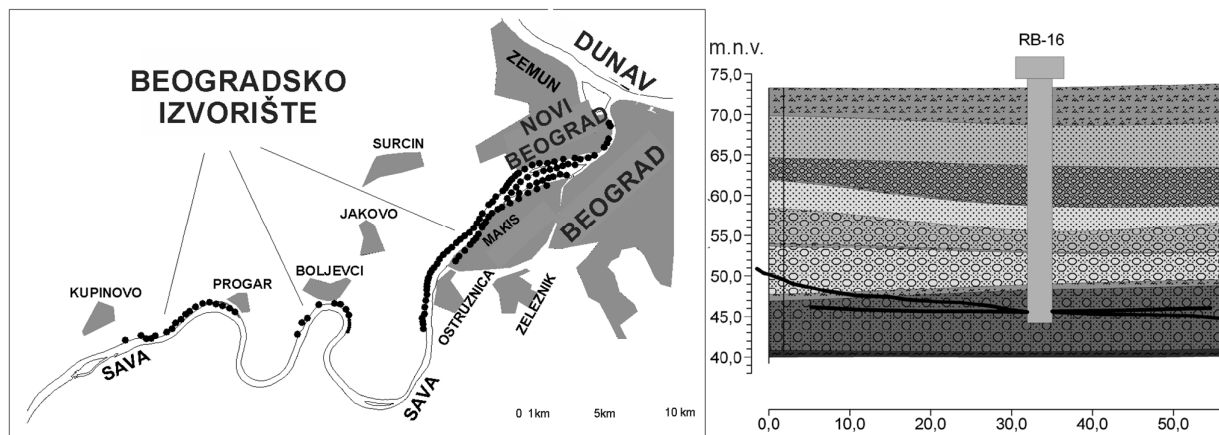 DUNAV
ZEMUN
BEOGRADSKO
IZVORIŠTE
NOVI
BEOGRAD
SURCIN
BEOGRAD
JAKOVO
MAKIS
BOLJEVCI
PROGAR
KUPINOVO
OSTRUZNICA
ZELEZNIK
SAVA
SAVA
0 1km 5km 10 km
RB-16
m.n.v.
75,0
70,0
65,0
60,0
55,0
50,0
45,0
40,0
0,0 10,0 20,0 30,0 40,0 50,0